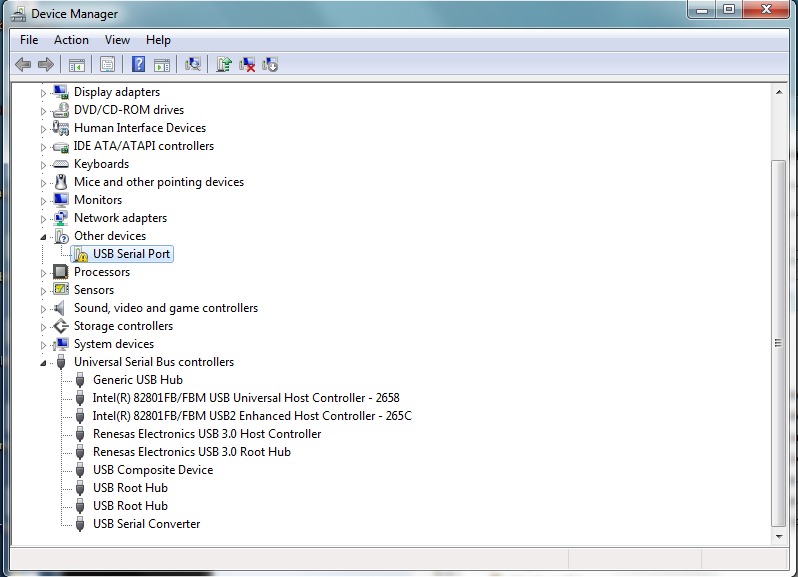 Device Manager
File Action View Help
Display adapters
DVD/CD-ROM drives
Human Interface Devices
IDE ATA/ATAPI controllers
Keyboards
Mice and other pointing devices
Monitors
Network adapters
Other devices
USB Serial Port
Processors
Sensors
Sound, video and game controllers
Storage controllers
System devices
Universal Serial Bus controllers
Generic USB Hub
Intel(R) 82801FB/FBM USB Universal Host Controller - 2658
Intel(R) 82801FB/FBM USB2 Enhanced Host Controller - 265C
Renesas Electronics USB 3.0 Host Controller
Renesas Electronics USB 3.0 Root Hub
USB Composite Device
USB Root Hub
USB Root Hub
USB Serial Converter